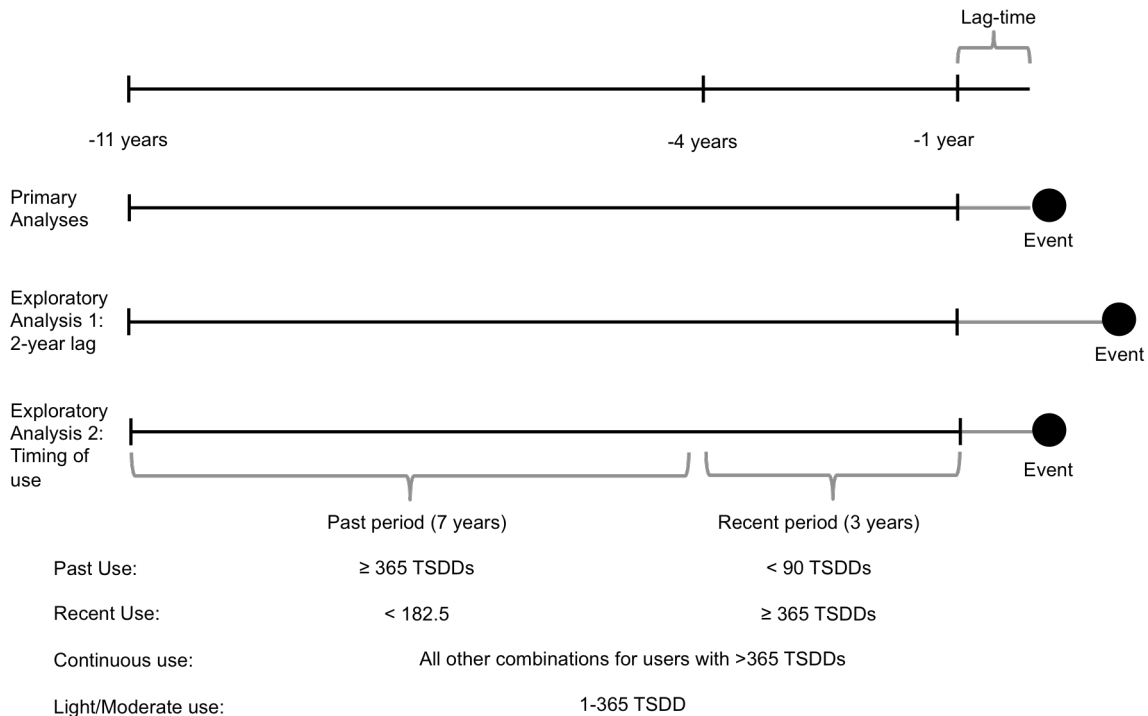 Lag-time
-11 years
-4 years
-1 year
Primary
Analyses
Event
Exploratory
Analysis 1:
2-year lag
Event
Exploratory
Analysis 2:
Timing of
use
Event
Past period (7 years)
Recent period (3 years)
Past Use:
≥ 365 TSDDs
< 90 TSDDs
Recent Use:
< 182.5
≥ 365 TSDDs
Continuous use:
All other combinations for users with >365 TSDDs
Light/Moderate use:
1-365 TSDD